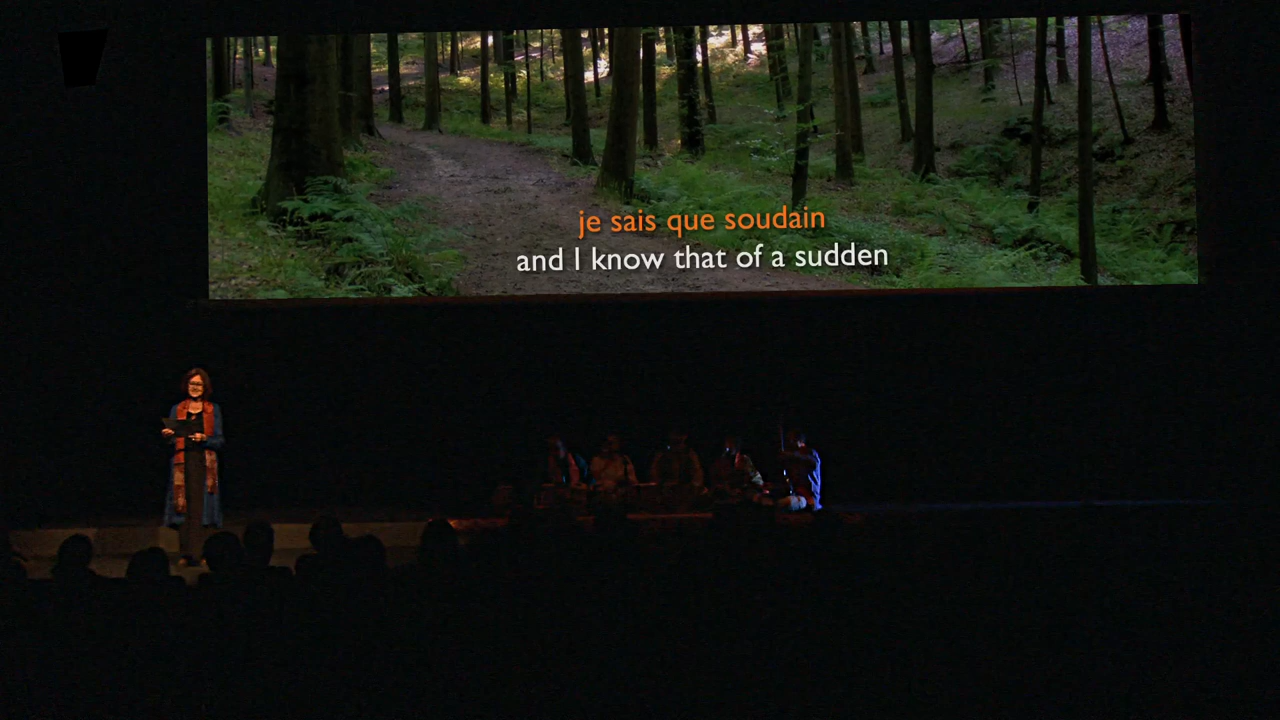 je sais que soudain
and I know that of a sudden